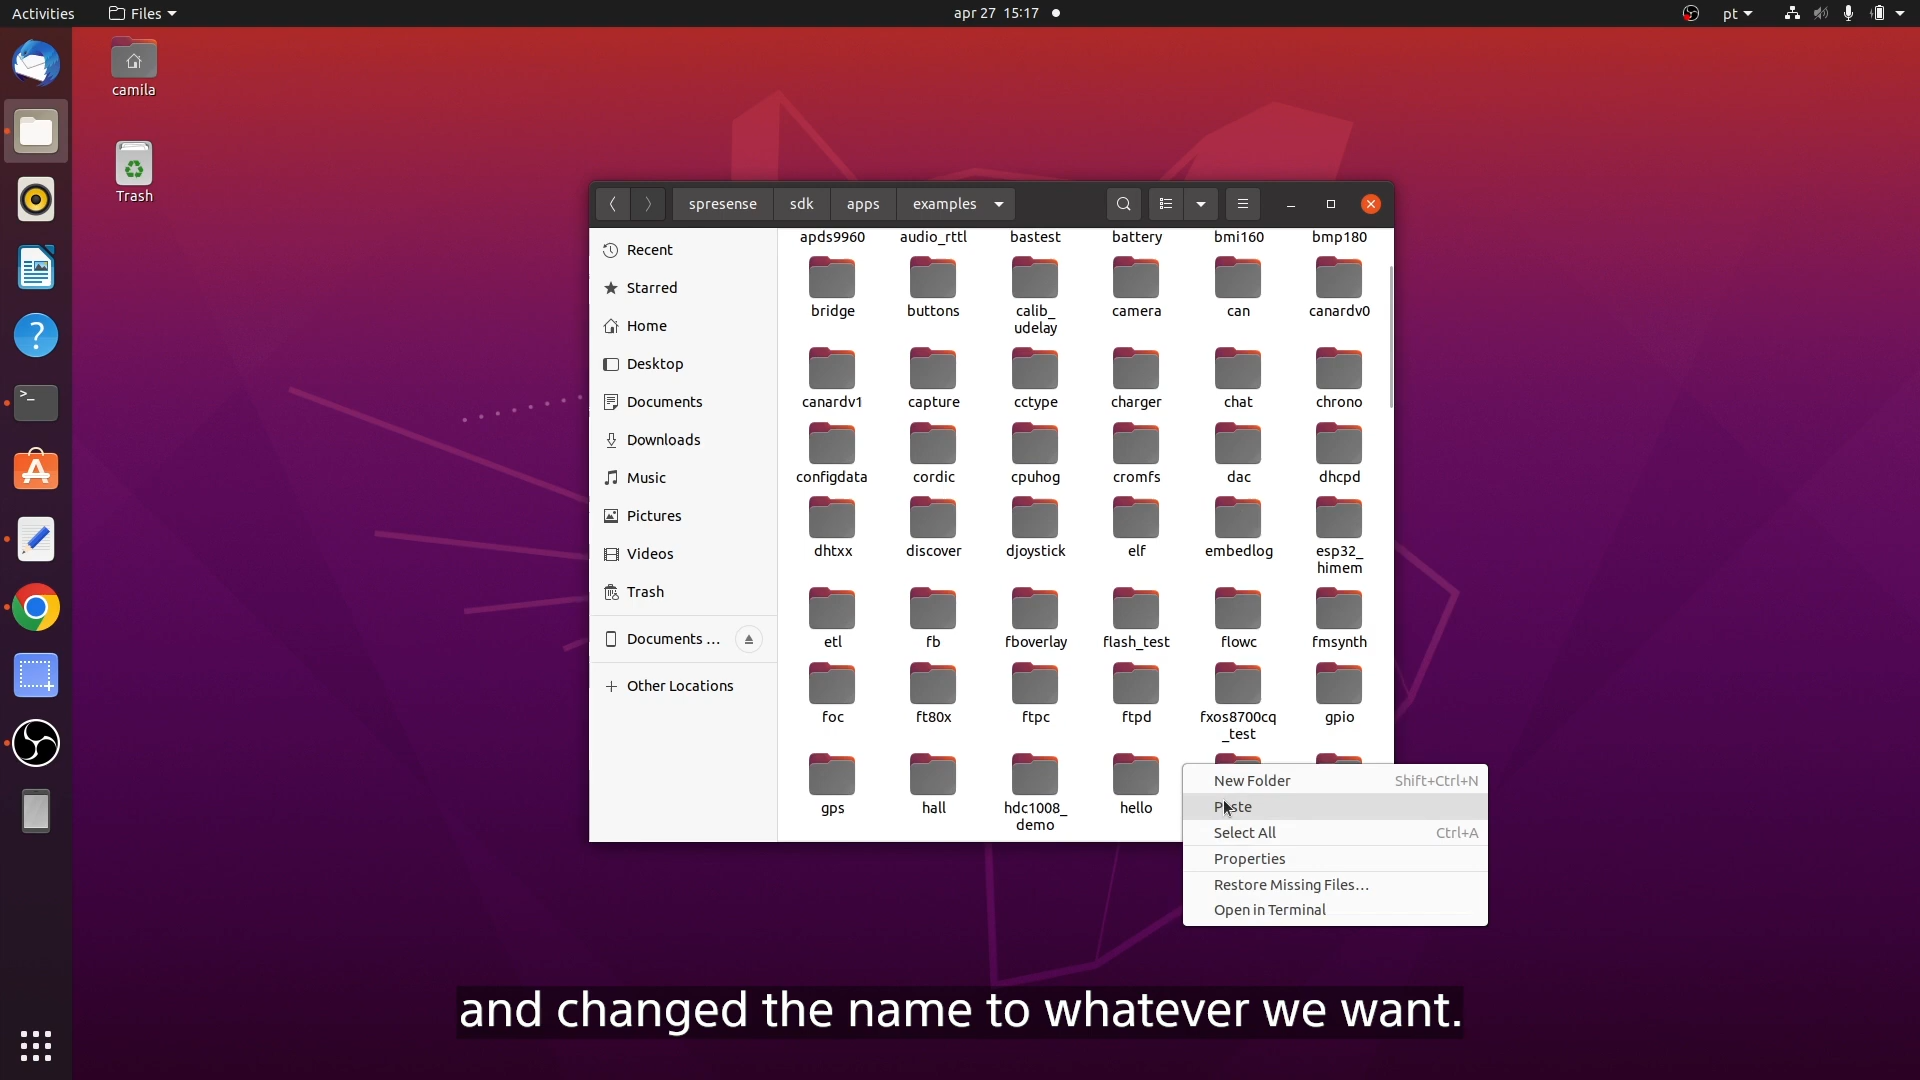 Activities Files apr 27 15:17 pt
camila
Trash
spresense sdk apps examples
Recent
Starred
Home
Desktop
Documents
Downloads
Music
Pictures
Videos
Trash
Documents ...
Other Locations
apds9960 audio_rttl bastest battery bmi160 bmp180
bridge buttons calib_ camera can canardv0
udelay
canardv1 capture cctype charger chat chrono
configdata cordic cpuhog cromfs dac dhcpd
dhtxx discover djoystick elf embedlog esp32_
himem
etl fb fboverlay flash_test flowc fmsynth
foc ft80x ftpc ftpd fxos8700cq gpio
_test
gps hall hdc1008_ hello
demo
New Folder Shift+Ctrl+N
Paste
Select All Ctrl+A
Properties
Restore Missing Files...
Open in Terminal
and changed the name to whatever we want.